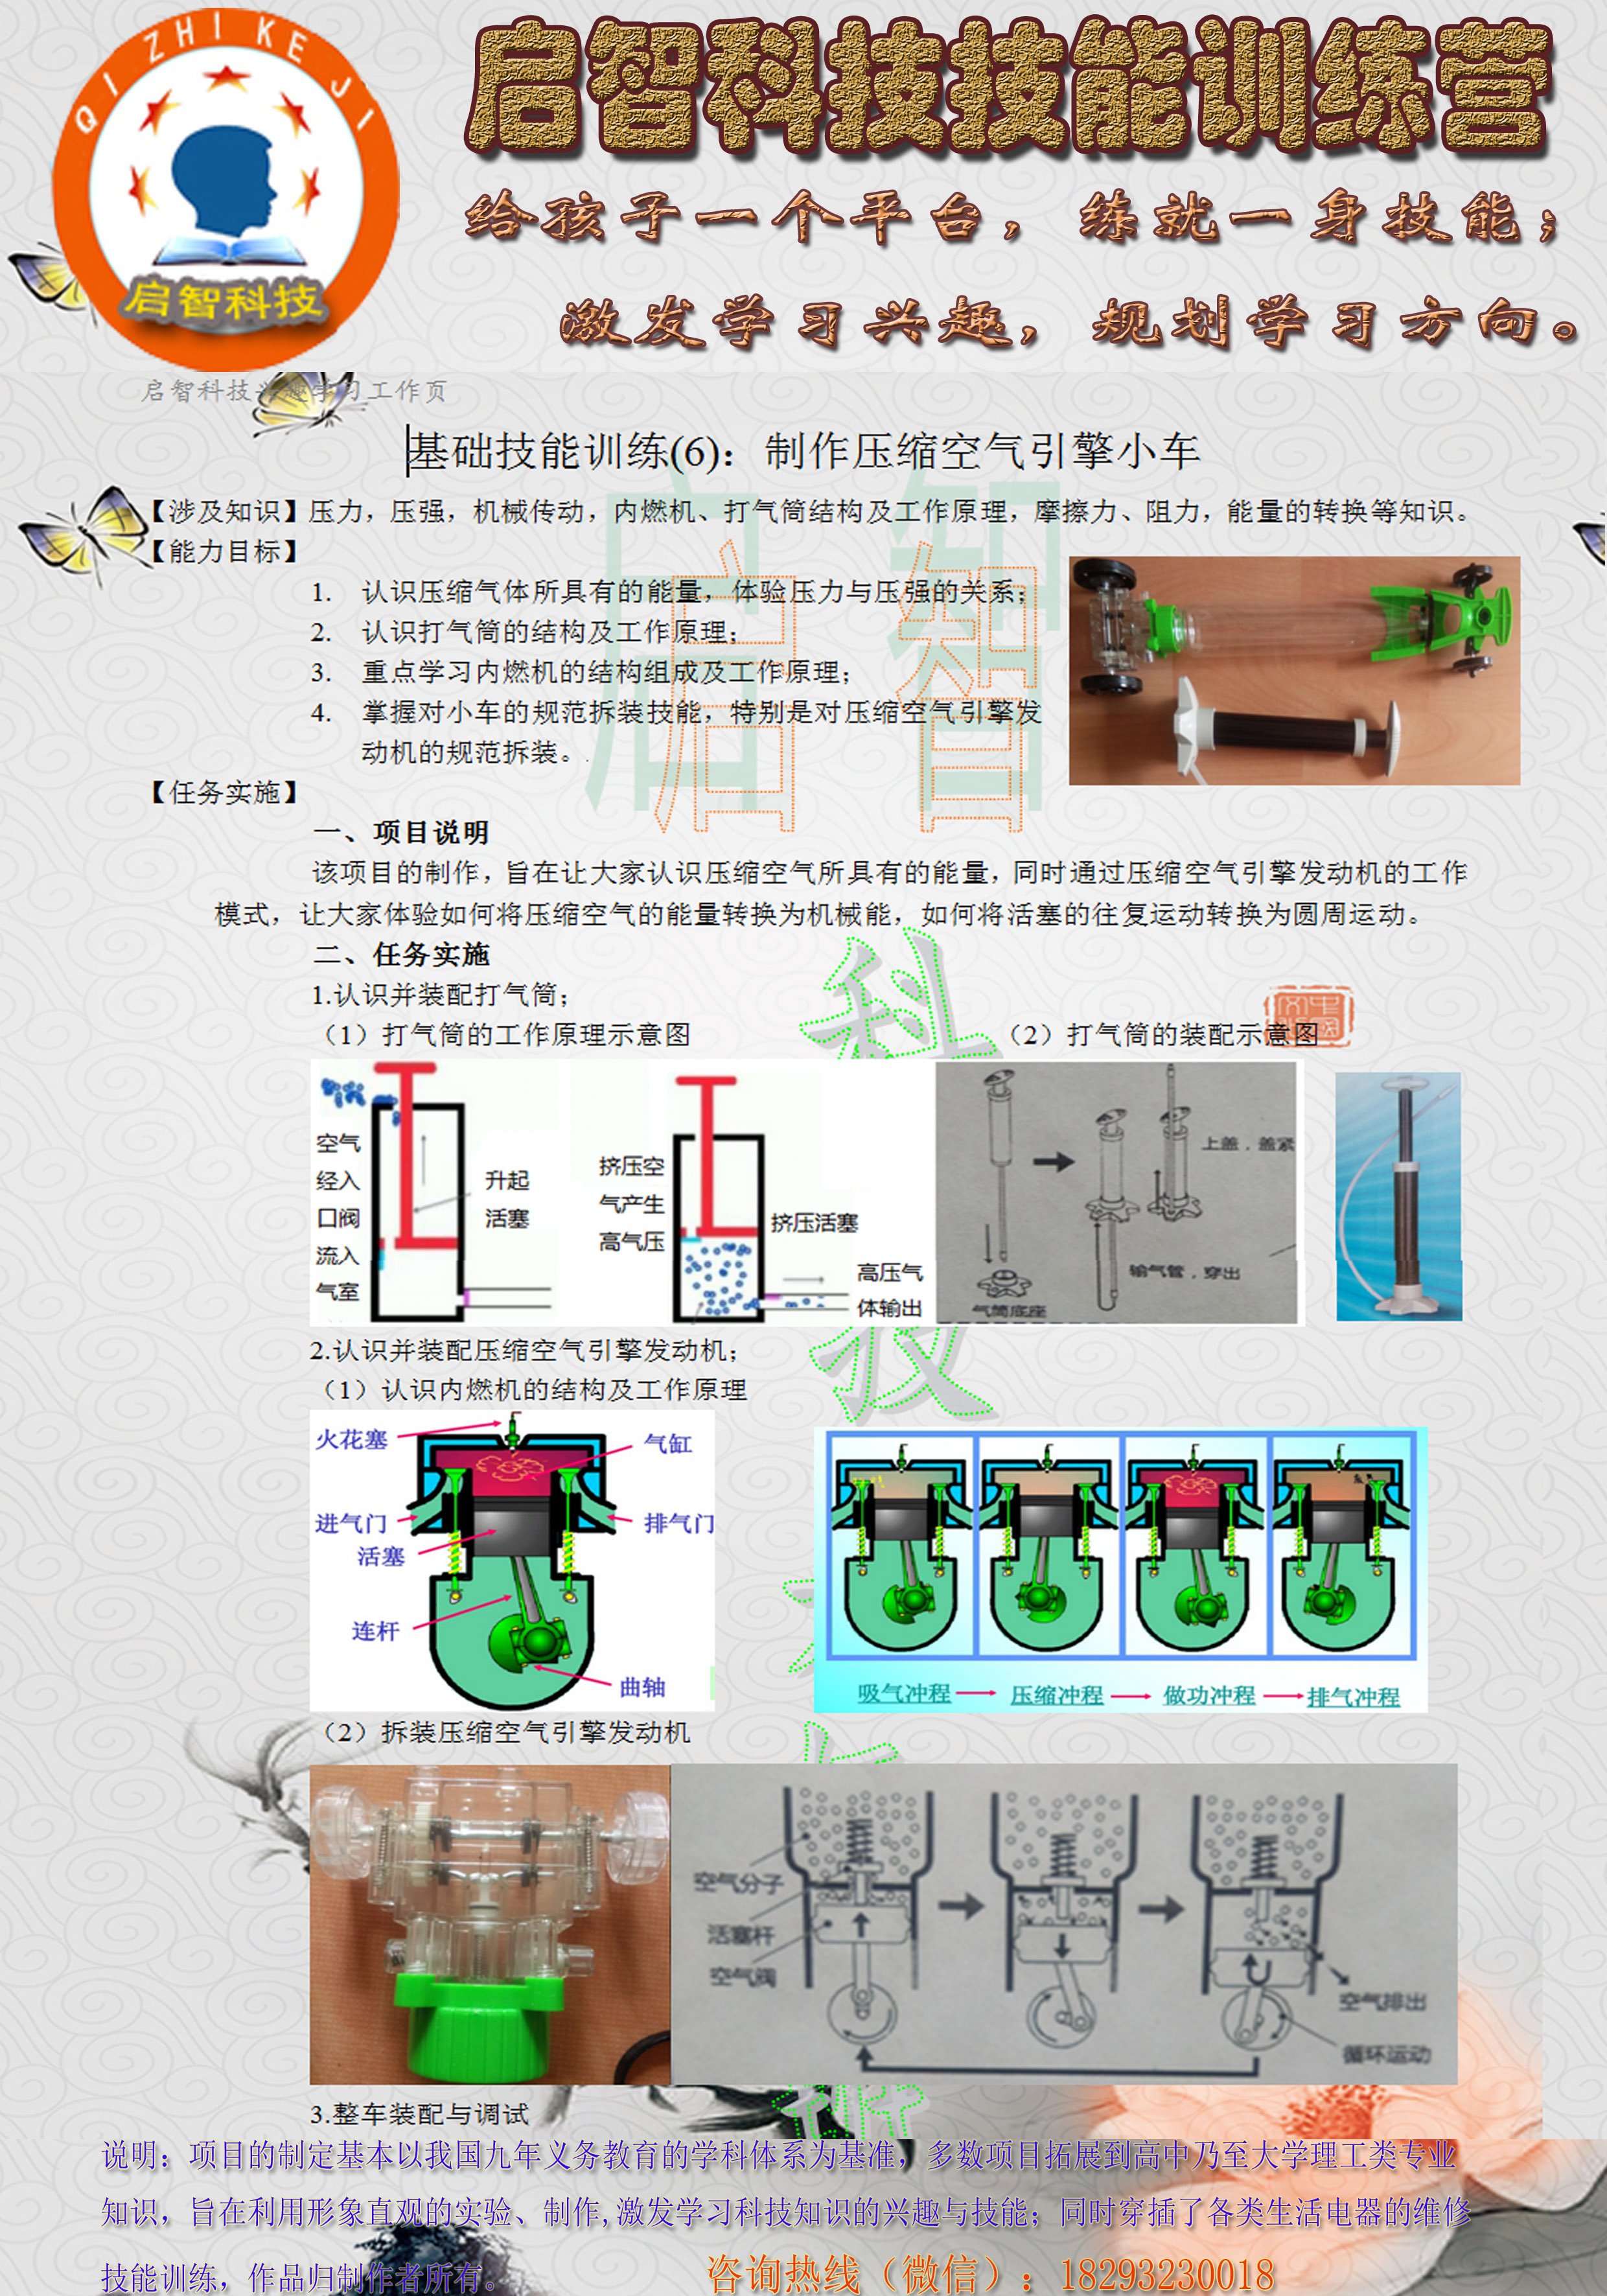 QI ZHI KE JI
启智科技
启智科技技能训练营
给孩子一个平台，练就一身技能；
激发学习兴趣，规划学习方向。
启智科技兴趣学习工作页
基础技能训练(6)：制作压缩空气引擎小车
【涉及知识】压力，压强，机械传动，内燃机、打气筒结构及工作原理，摩擦力、阻力，能量的转换等知识。
【能力目标】
1. 认识压缩气体所具有的能量，体验压力与压强的关系；
2. 认识打气筒的结构及工作原理；
3. 重点学习内燃机的结构组成及工作原理；
4. 掌握对小车的规范拆装技能，特别是对压缩空气引擎发
动机的规范拆装。
启智
启智
【任务实施】
一、项目说明
该项目的制作，旨在让大家认识压缩空气所具有的能量，同时通过压缩空气引擎发动机的工作
模式，让大家体验如何将压缩空气的能量转换为机械能，如何将活塞的往复运动转换为圆周运动。
二、任务实施
科
1.认识并装配打气筒；
（1）打气筒的工作原理示意图
（2）打气筒的装配示意图
空气
经入
口阀
流入
气室
升起
活塞
挤压空
气产生
高气压
挤压活塞
高压气
体输出
上盖，盖紧
输气管，穿出
气筒底座
2.认识并装配压缩空气引擎发动机；
技
（1）认识内燃机的结构及工作原理
火花塞
气缸
进气门
排气门
活塞
连杆
曲轴
吸气冲程
压缩冲程
做功冲程
排气冲程
（2）拆装压缩空气引擎发动机
空气分子
活塞杆
空气阀
空气排出
循环运动
3.整车装配与调试
说明：项目的制定基本以我国九年义务教育的学科体系为基准，多数项目拓展到高中乃至大学理工类专业
知识，旨在利用形象直观的实验、制作,激发学习科技知识的兴趣与技能；同时穿插了各类生活电器的维修
技能训练，作品归制作者所有。
咨询热线（微信）：18293230018